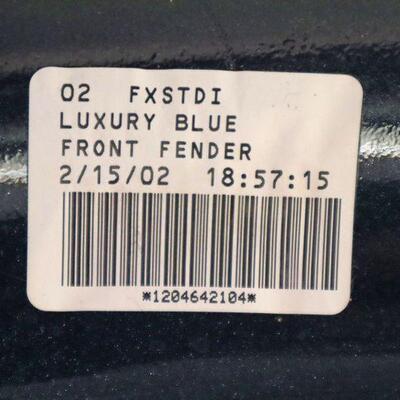 02 FXSTDI
LUXURY BLUE
FRONT FENDER
2/15/02 18:57:15
*1204642104*